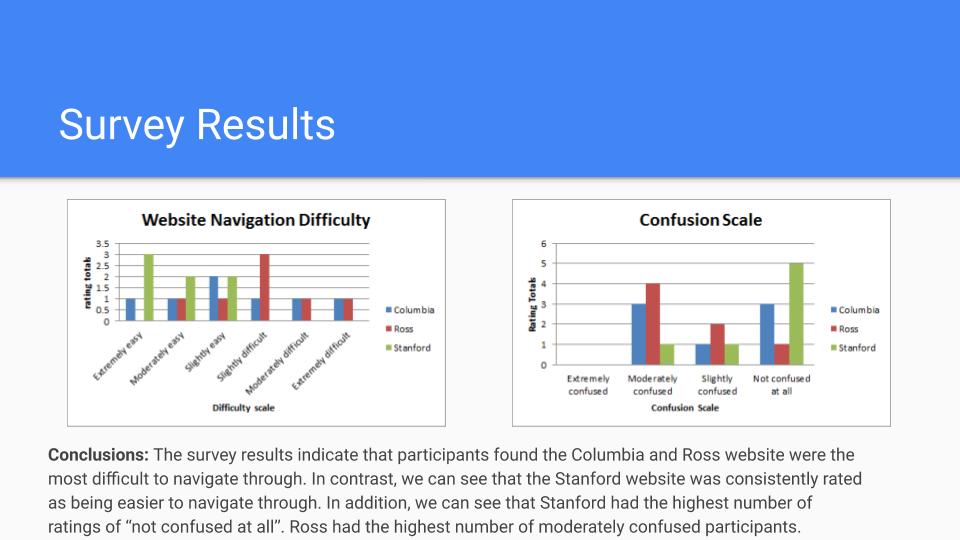 Survey Results
Website Navigation Difficulty
rating totals
3.5
3
2.5
2
1.5
1
0.5
0
Extremely easy
Moderately easy
Slightly easy
Slightly difficult
Moderately difficult
Extremely difficult
Difficulty scale
Columbia
Ross
Stanford
Confusion Scale
Rating Totals
6
5
4
3
2
1
0
Extremely
confused
Moderately
confused
Slightly
confused
Not confused
at all
Confusion Scale
Columbia
Ross
Stanford
Conclusions: The survey results indicate that participants found the Columbia and Ross website were the
most difficult to navigate through. In contrast, we can see that the Stanford website was consistently rated
as being easier to navigate through. In addition, we can see that Stanford had the highest number of
ratings of “not confused at all”. Ross had the highest number of moderately confused participants.